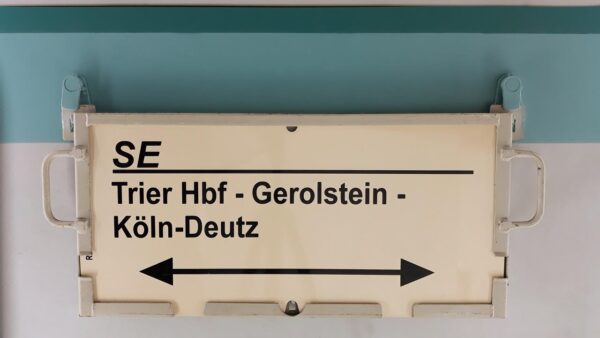 SE
Trier Hbf - Gerolstein -
Köln-Deutz
R